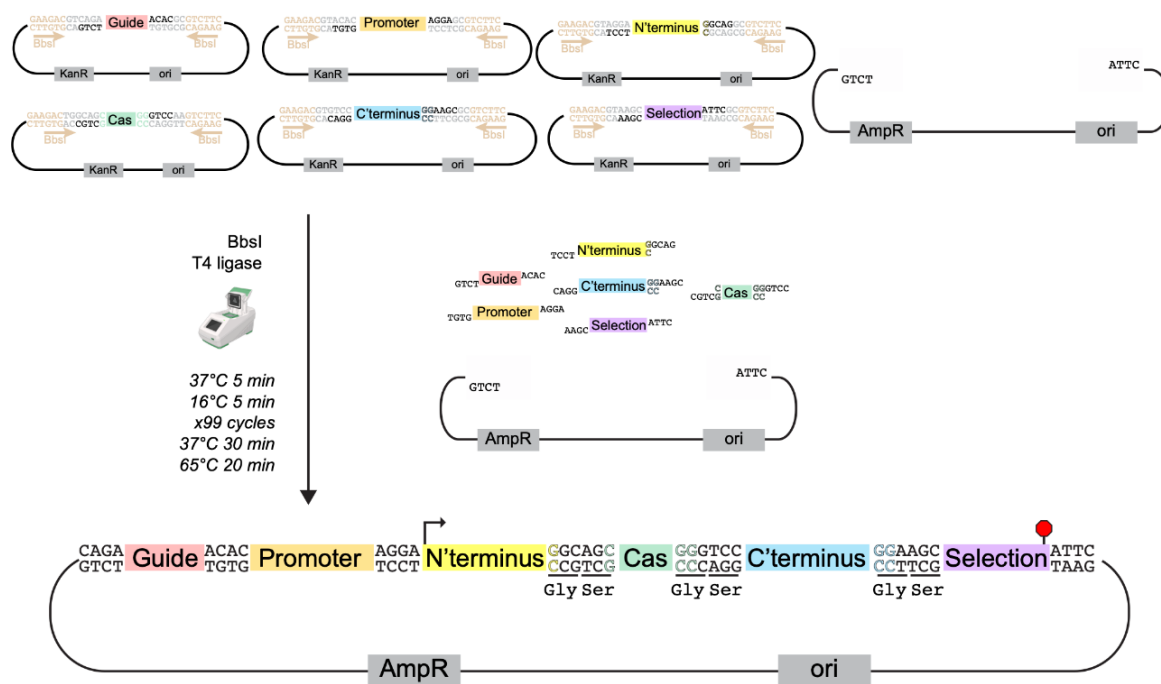 GAAGACGTCAGA Guide ACACGCGTCTTC
CTTGTGCAGTCT TGTGCGCAGAAG
BbsI BbsI
KanR ori
GAAGACGTACAC Promoter AGGAGCGTCTTC
CTTGTGCATGTG TCCTCGCAGAAG
BbsI BbsI
KanR ori
GAAGACGTAGGA N'terminus GGCAGGCGTCTTC
CTTGTGCATCCT CCGCAGCGCAGAAG
BbsI BbsI
KanR ori
GTCT ATTC
AmpR ori
GAAGACTGGCAGC Cas GGGTCCAAGTCTTC
CTTGTGACCGTC CCCAGGTTCAGAAG
BbsI BbsI
KanR ori
GAAGACGTGTCC C'terminus GGAAGCGCGTCTTC
CTTGTGCACAGG CCTTCGCGCAGAAG
BbsI BbsI
KanR ori
GAAGACGTAAGC Selection ATTCGCGTCTTC
CTTGTGCAAAGC TAAGCGCAGAAG
BbsI BbsI
KanR ori
BbsI
T4 ligase
37°C 5 min
16°C 5 min
x99 cycles
37°C 30 min
65°C 20 min
TCCT N'terminus GGCAG
C
GTCT Guide ACAC
CAGG C'terminus GGAAGC
CC
C Cas GGGTCC
CGTCG CC
TGTG Promoter AGGA
AAGC Selection ATTC
GTCT ATTC
AmpR ori
CAGA Guide ACAC Promoter AGGA N'terminus GGCAGC Cas GGGTCC C'terminus GGAAGC Selection ATTC
GTCT TGTG TCCT CCGTCG CCCAGG CCTTCG TAAG
Gly Ser Gly Ser Gly Ser
AmpR ori